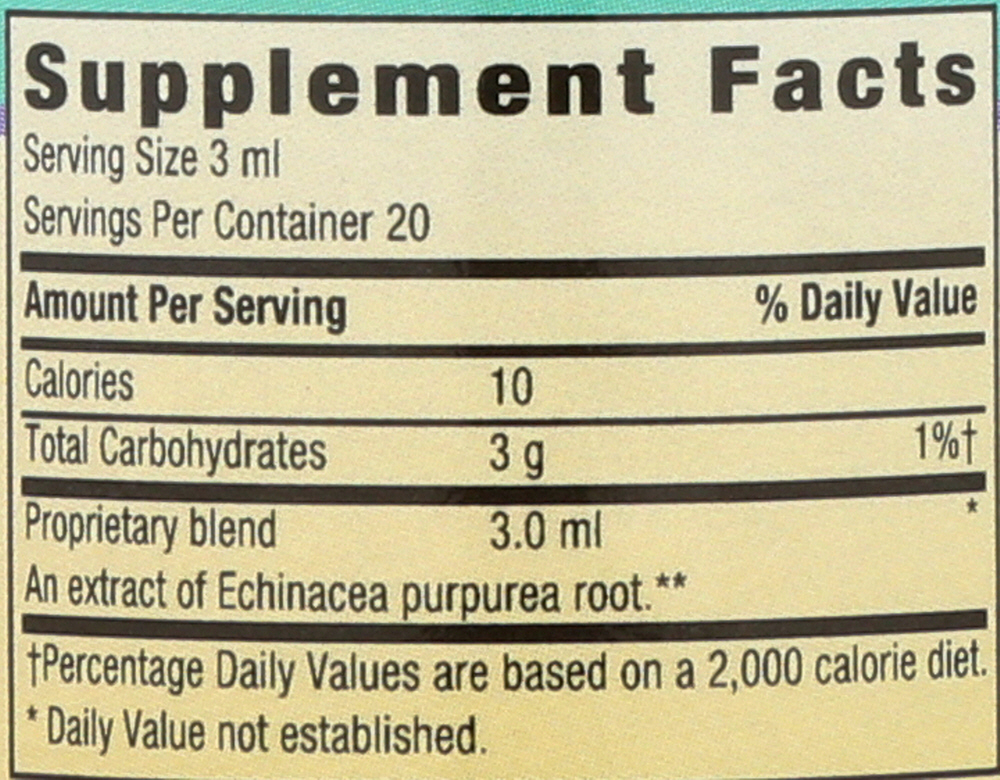 Supplement Facts
Serving Size 3 ml
Servings Per Container 20
Amount Per Serving % Daily Value
Calories 10
Total Carbohydrates 3 g 1%†
Proprietary blend 3.0 ml *
An extract of Echinacea purpurea root.**
†Percentage Daily Values are based on a 2,000 calorie diet.
* Daily Value not established.